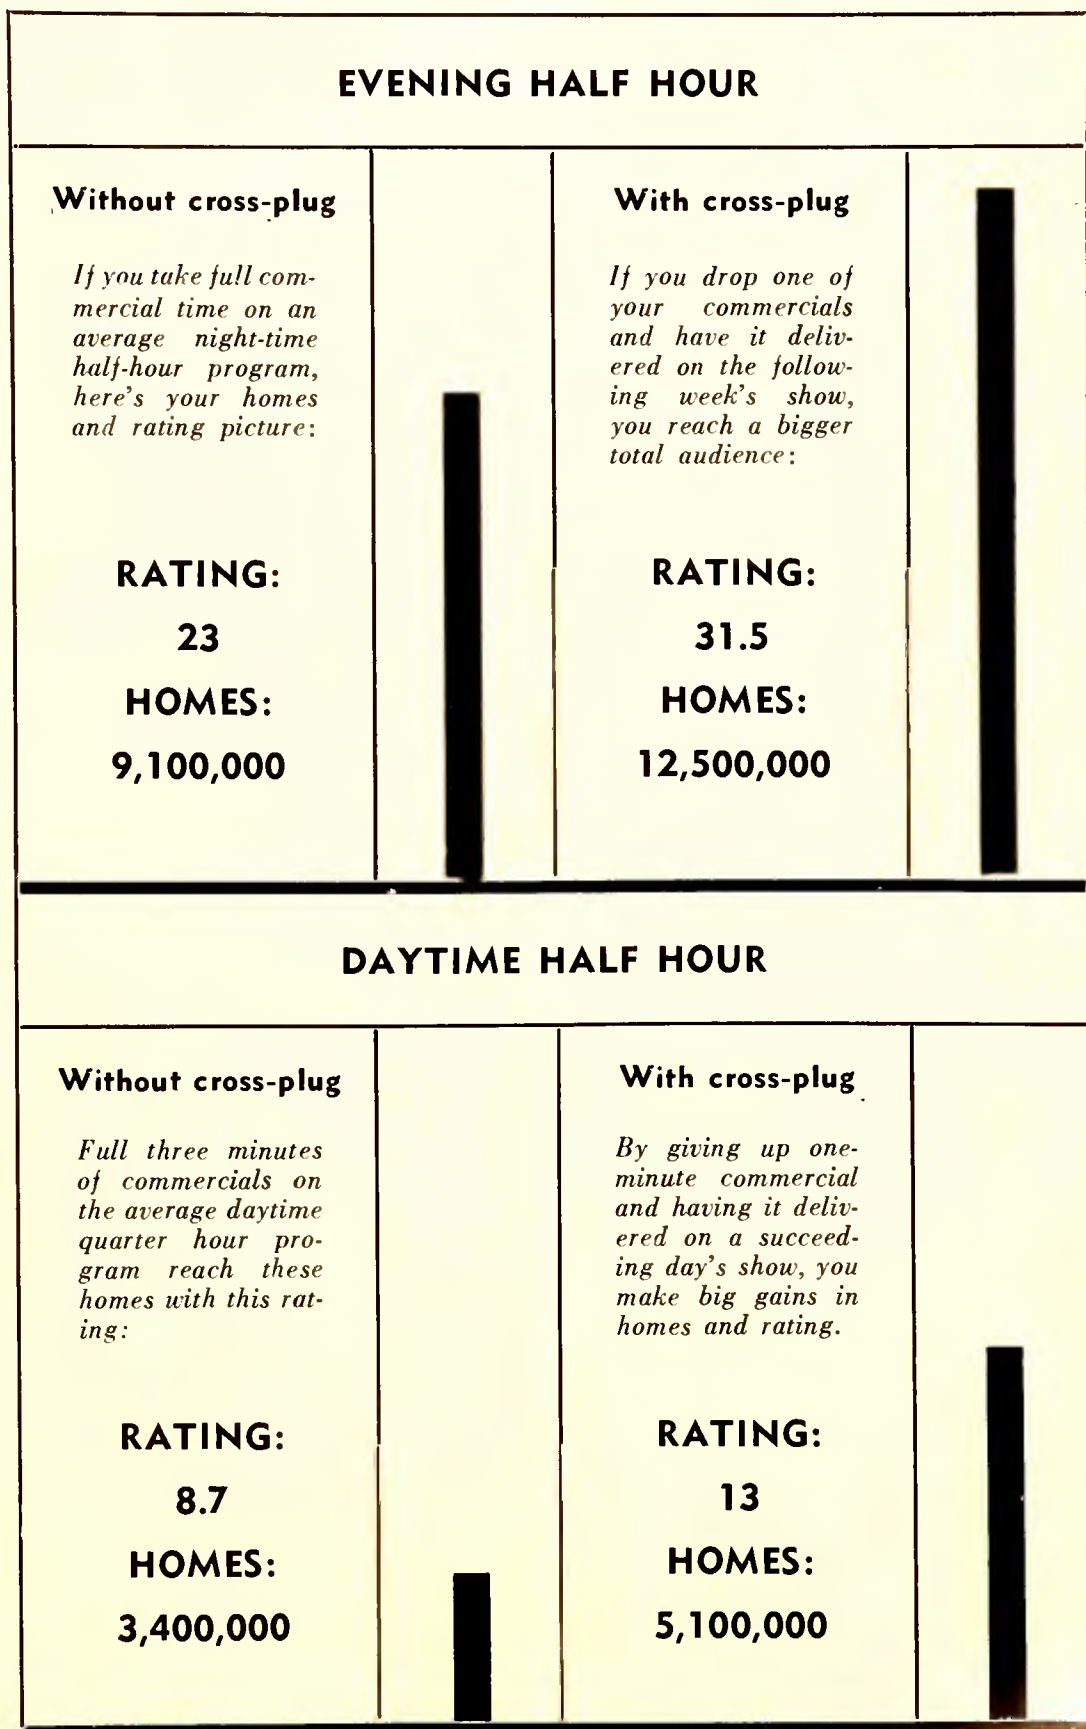 EVENING HALF HOUR
Without cross-plug
If you take full com-
mercial time on an
average night-time
half-hour program,
here's your homes
and rating picture:
RATING:
23
HOMES:
9,100,000
With cross-plug
If you drop one of
your commercials
and have it deliv-
ered on the follow-
ing week's show,
you reach a bigger
total audience:
RATING:
31.5
HOMES:
12,500,000
DAYTIME HALF HOUR
Without cross-plug
Full three minutes
of commercials on
the average daytime
quarter hour pro-
gram reach these
homes with this rat-
ing:
RATING:
8.7
HOMES:
3,400,000
With cross-plug
By giving up one-
minute commercial
and having it deliv-
ered on a succeed-
ing day's show, you
make big gains in
homes and rating.
RATING:
13
HOMES:
5,100,000